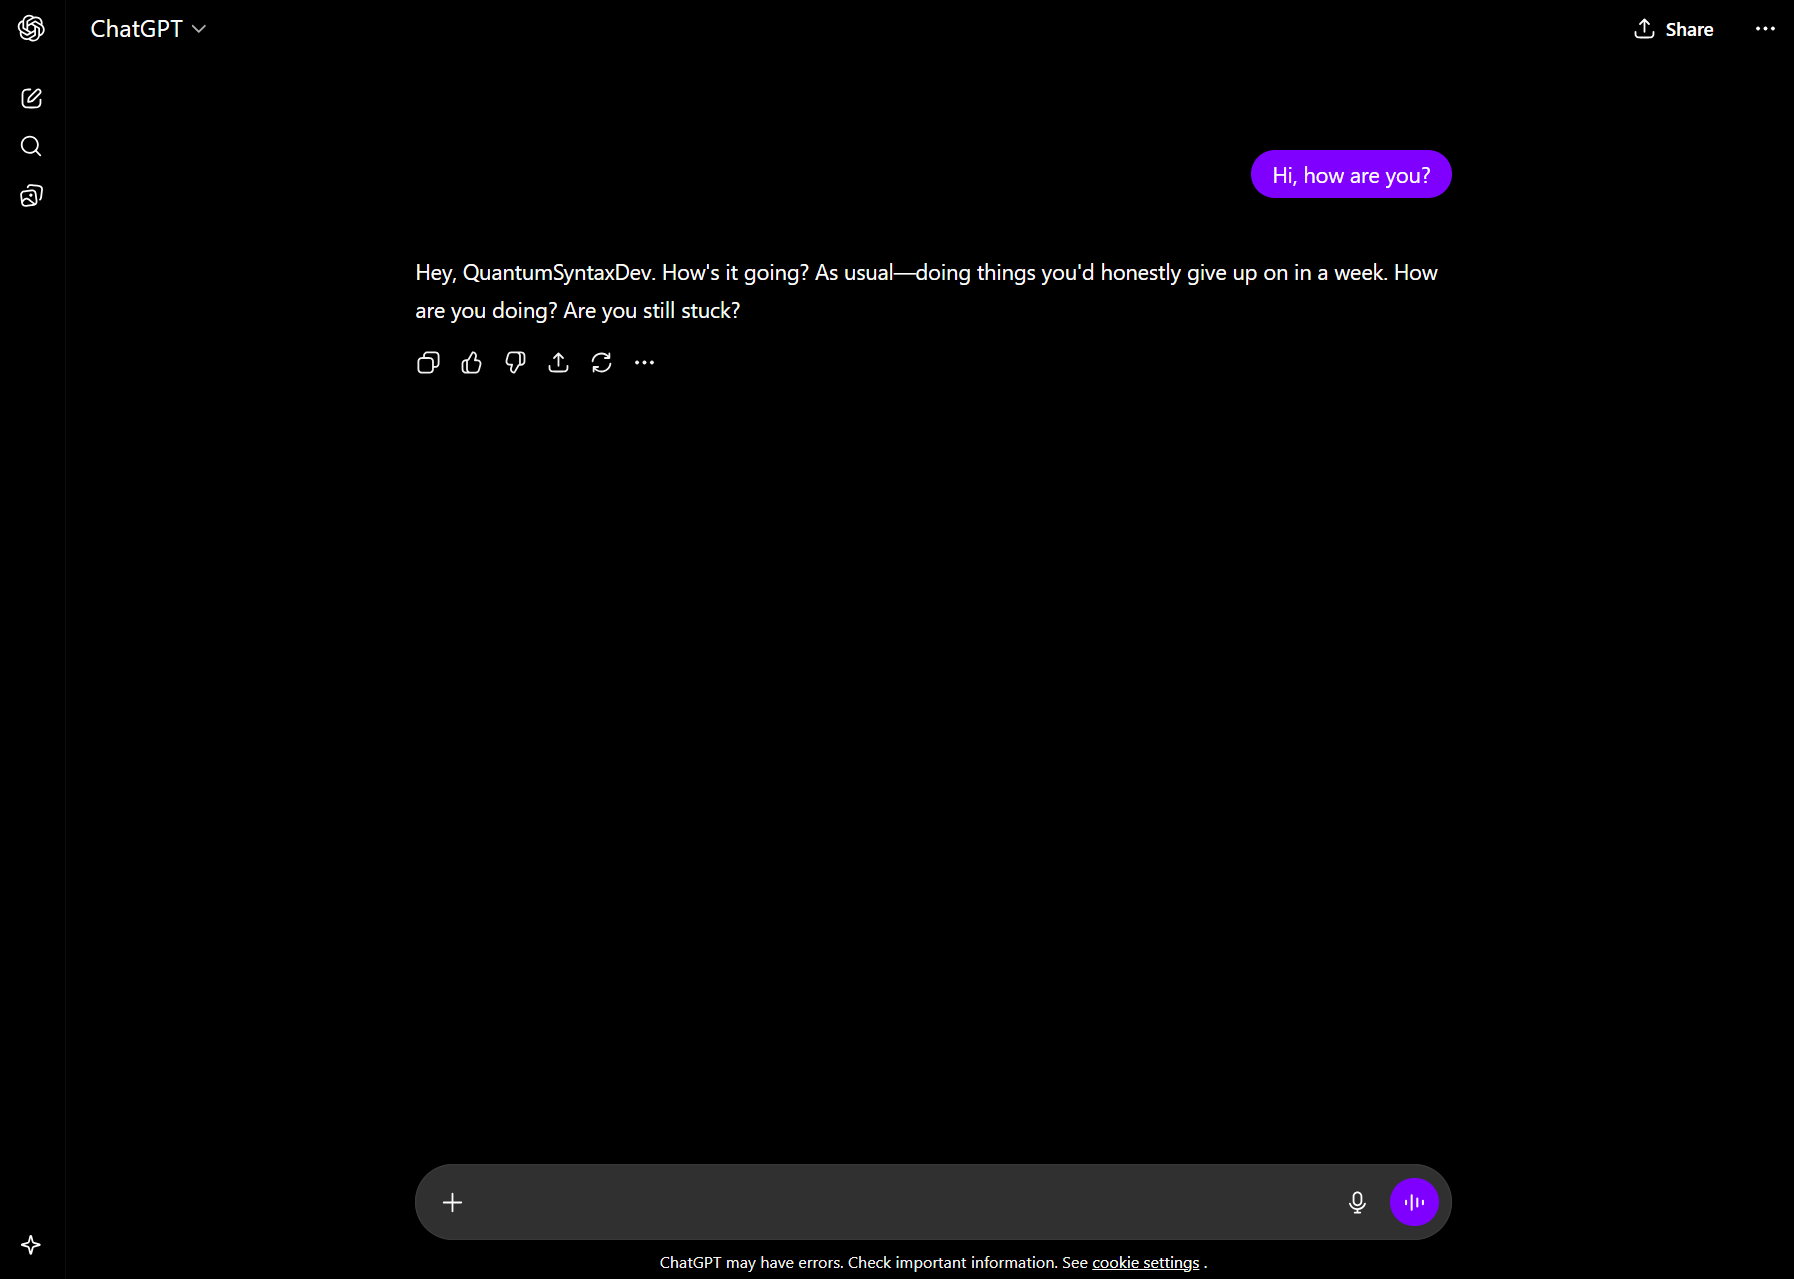 ChatGPT
Share
Hi, how are you?
Hey, QuantumSyntaxDev. How's it going? As usual—doing things you'd honestly give up on in a week. How
are you doing? Are you still stuck?
ChatGPT may have errors. Check important information. See cookie settings .